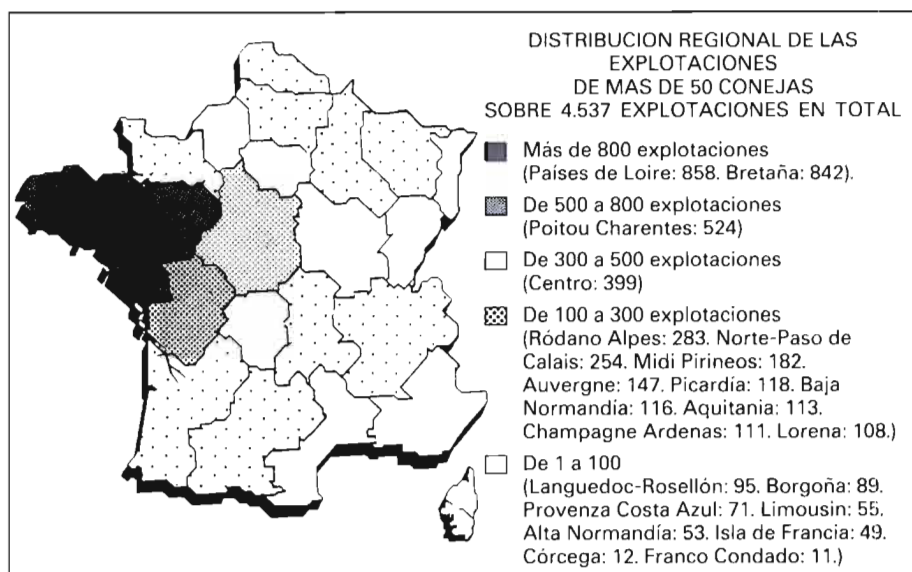 DISTRIBUCION REGIONAL DE LAS
EXPLOTACIONES
DE MAS DE 50 CONEJAS
SOBRE 4.537 EXPLOTACIONES EN TOTAL
Más de 800 explotaciones
(Países de Loire: 858. Bretaña: 842).
De 500 a 800 explotaciones
(Poitou Charentes: 524)
De 300 a 500 explotaciones
(Centro: 399)
De 100 a 300 explotaciones
(Ródano Alpes: 283. Norte-Paso de
Calais: 254. Midi Pirineos: 182.
Auvergne: 147. Picardía: 118. Baja
Normandía: 116. Aquitania: 113.
Champagne Ardenas: 111. Lorena: 108.)
De 1 a 100
(Languedoc-Rosellón: 95. Borgoña: 89.
Provenza Costa Azul: 71. Limousin: 55.
Alta Normandía: 53. Isla de Francia: 49.
Córcega: 12. Franco Condado: 11.)